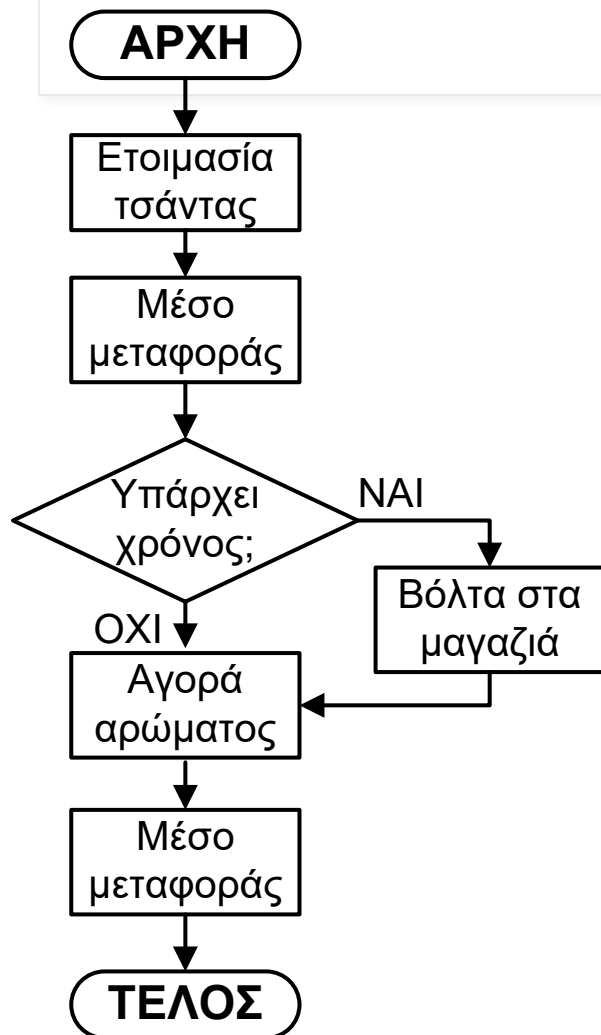 ΑΡΧΗ
Ετοιμασία
τσάντας
Μέσο
μεταφοράς
Υπάρχει
χρόνος;
ΝΑΙ
Βόλτα στα
μαγαζιά
ΟΧΙ
Αγορά
αρώματος
Μέσο
μεταφοράς
ΤΕΛΟΣ